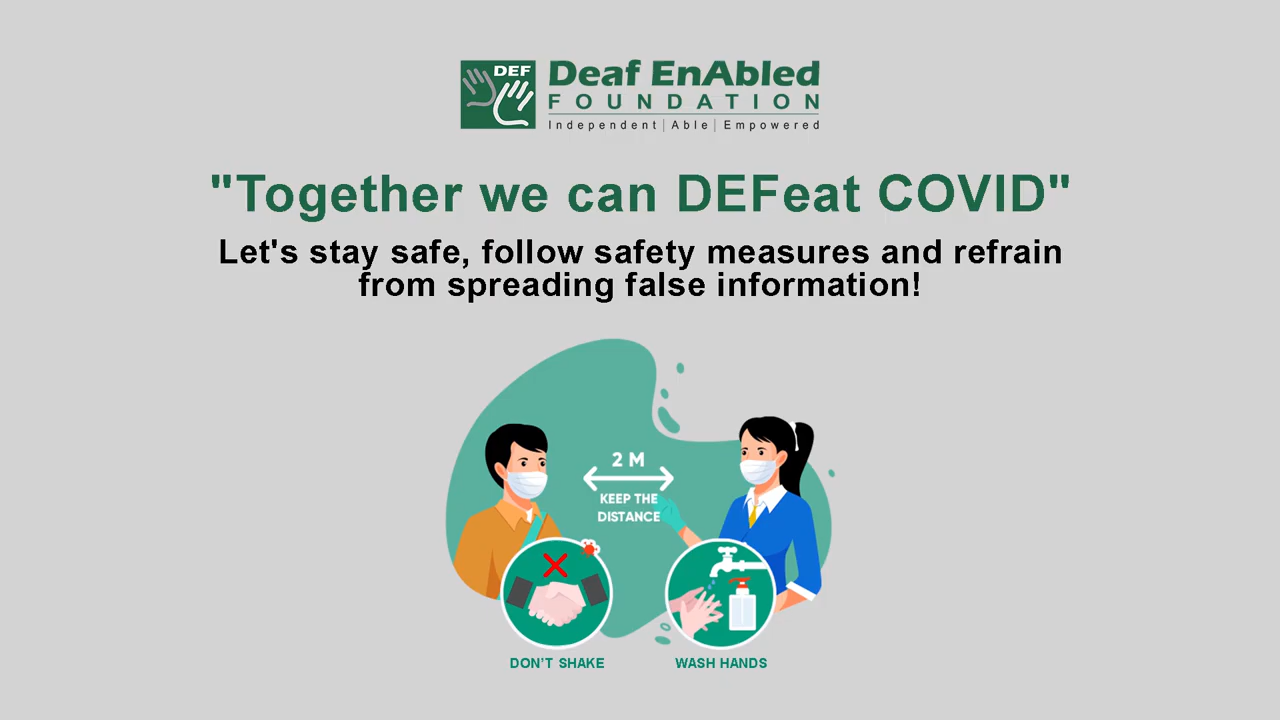 DEF
Deaf EnAbled
FOUNDATION
Independent | Able | Empowered
"Together we can DEFeat COVID"
Let's stay safe, follow safety measures and refrain
from spreading false information!
2 M
KEEP THE
DISTANCE
DON'T SHAKE
WASH HANDS